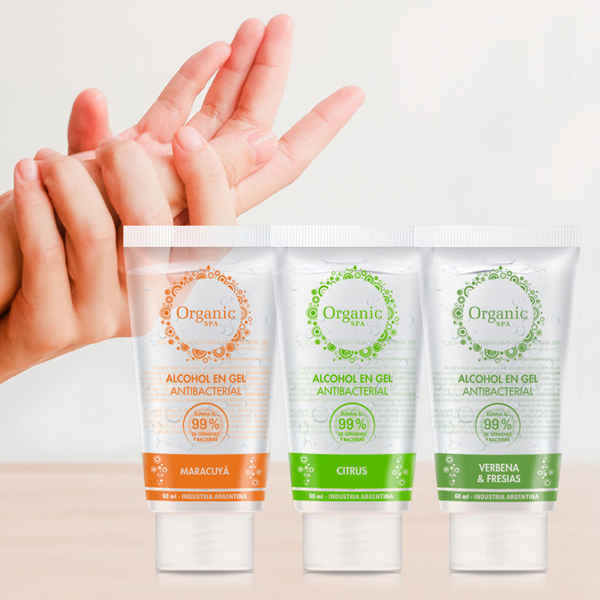 Organic
SPA
ALCOHOL EN GEL
ANTIBACTERIAL
ELIMINA EL
99%
DE GÉRMENES
Y BACTERIAS
MARACUYÁ
60 ml - INDUSTRIA ARGENTINA
Organic
SPA
ALCOHOL EN GEL
ANTIBACTERIAL
ELIMINA EL
99%
DE GÉRMENES
Y BACTERIAS
CITRUS
60 ml - INDUSTRIA ARGENTINA
Organic
SPA
ALCOHOL EN GEL
ANTIBACTERIAL
ELIMINA EL
99%
DE GÉRMENES
Y BACTERIAS
VERBENA
& FRESIAS
60 ml - INDUSTRIA ARGENTINA